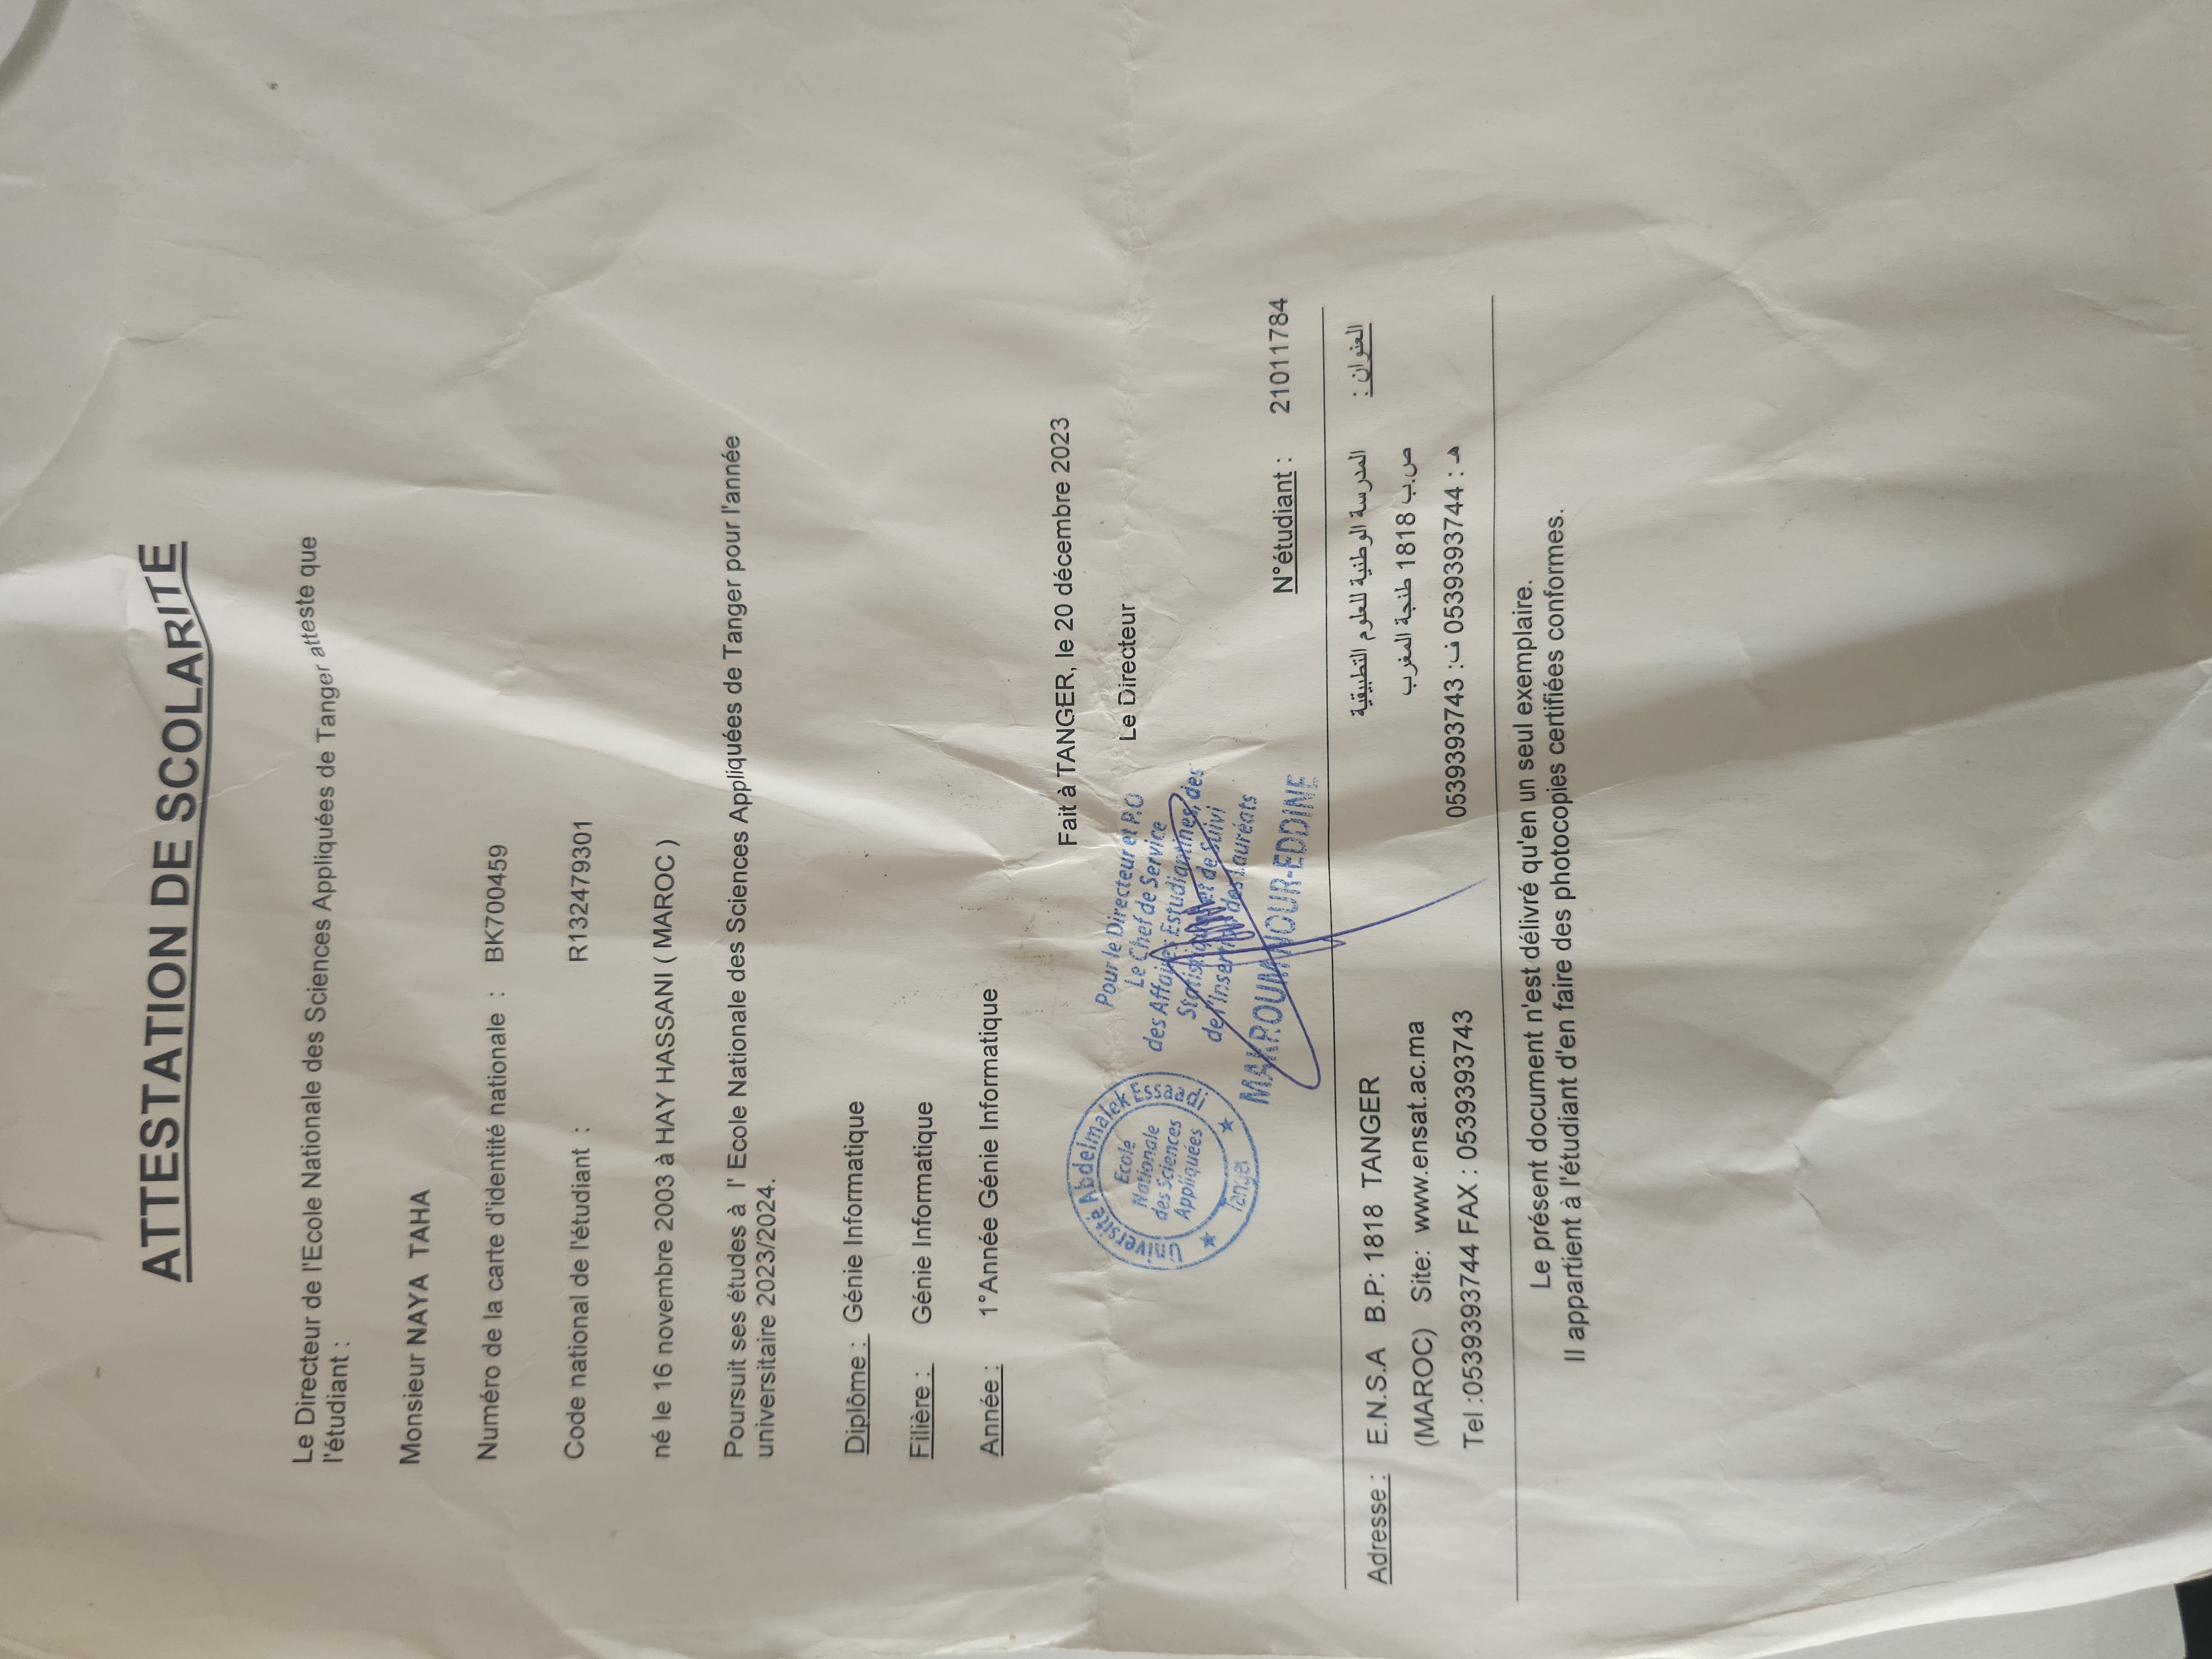 ATTESTATION DE SCOLARITE
Le Directeur de l'Ecole Nationale des Sciences Appliquées de Tanger atteste que
l'étudiant :
Monsieur NAYA TAHA
Numéro de la carte d'identité nationale : BK700459
Code national de l'étudiant : R132479301
né le 16 novembre 2003 à HAY HASSANI ( MAROC )
Poursuit ses études à l' Ecole Nationale des Sciences Appliquées de Tanger pour l'année
universitaire 2023/2024.
Diplôme : Génie Informatique
Filière : Génie Informatique
Année : 1°Année Génie Informatique
Fait à TANGER, le 20 décembre 2023
Le Directeur
Université Abdelmalek Essaadi
Ecole
Nationale
des Sciences
Appliquées
Tanger
Pour le Directeur et P.O
Le Chef de Service
des Affaires Estudiantines, des
Statistiques et de Suivi
de l'Insertion des Lauréats
MAKROUM NOUR-EDDINE
N°étudiant : 21011784
Adresse : E.N.S.A B.P: 1818 TANGER
(MAROC) Site: www.ensat.ac.ma
Tel :0539393744 FAX : 0539393743
العنوان : المدرسة الوطنية للعلوم التطبيقية
ص.ب 1818 طنجة المغرب
هـ : 0539393744 ف: 0539393743
Le présent document n'est délivré qu'en un seul exemplaire.
Il appartient à l'étudiant d'en faire des photocopies certifiées conformes.